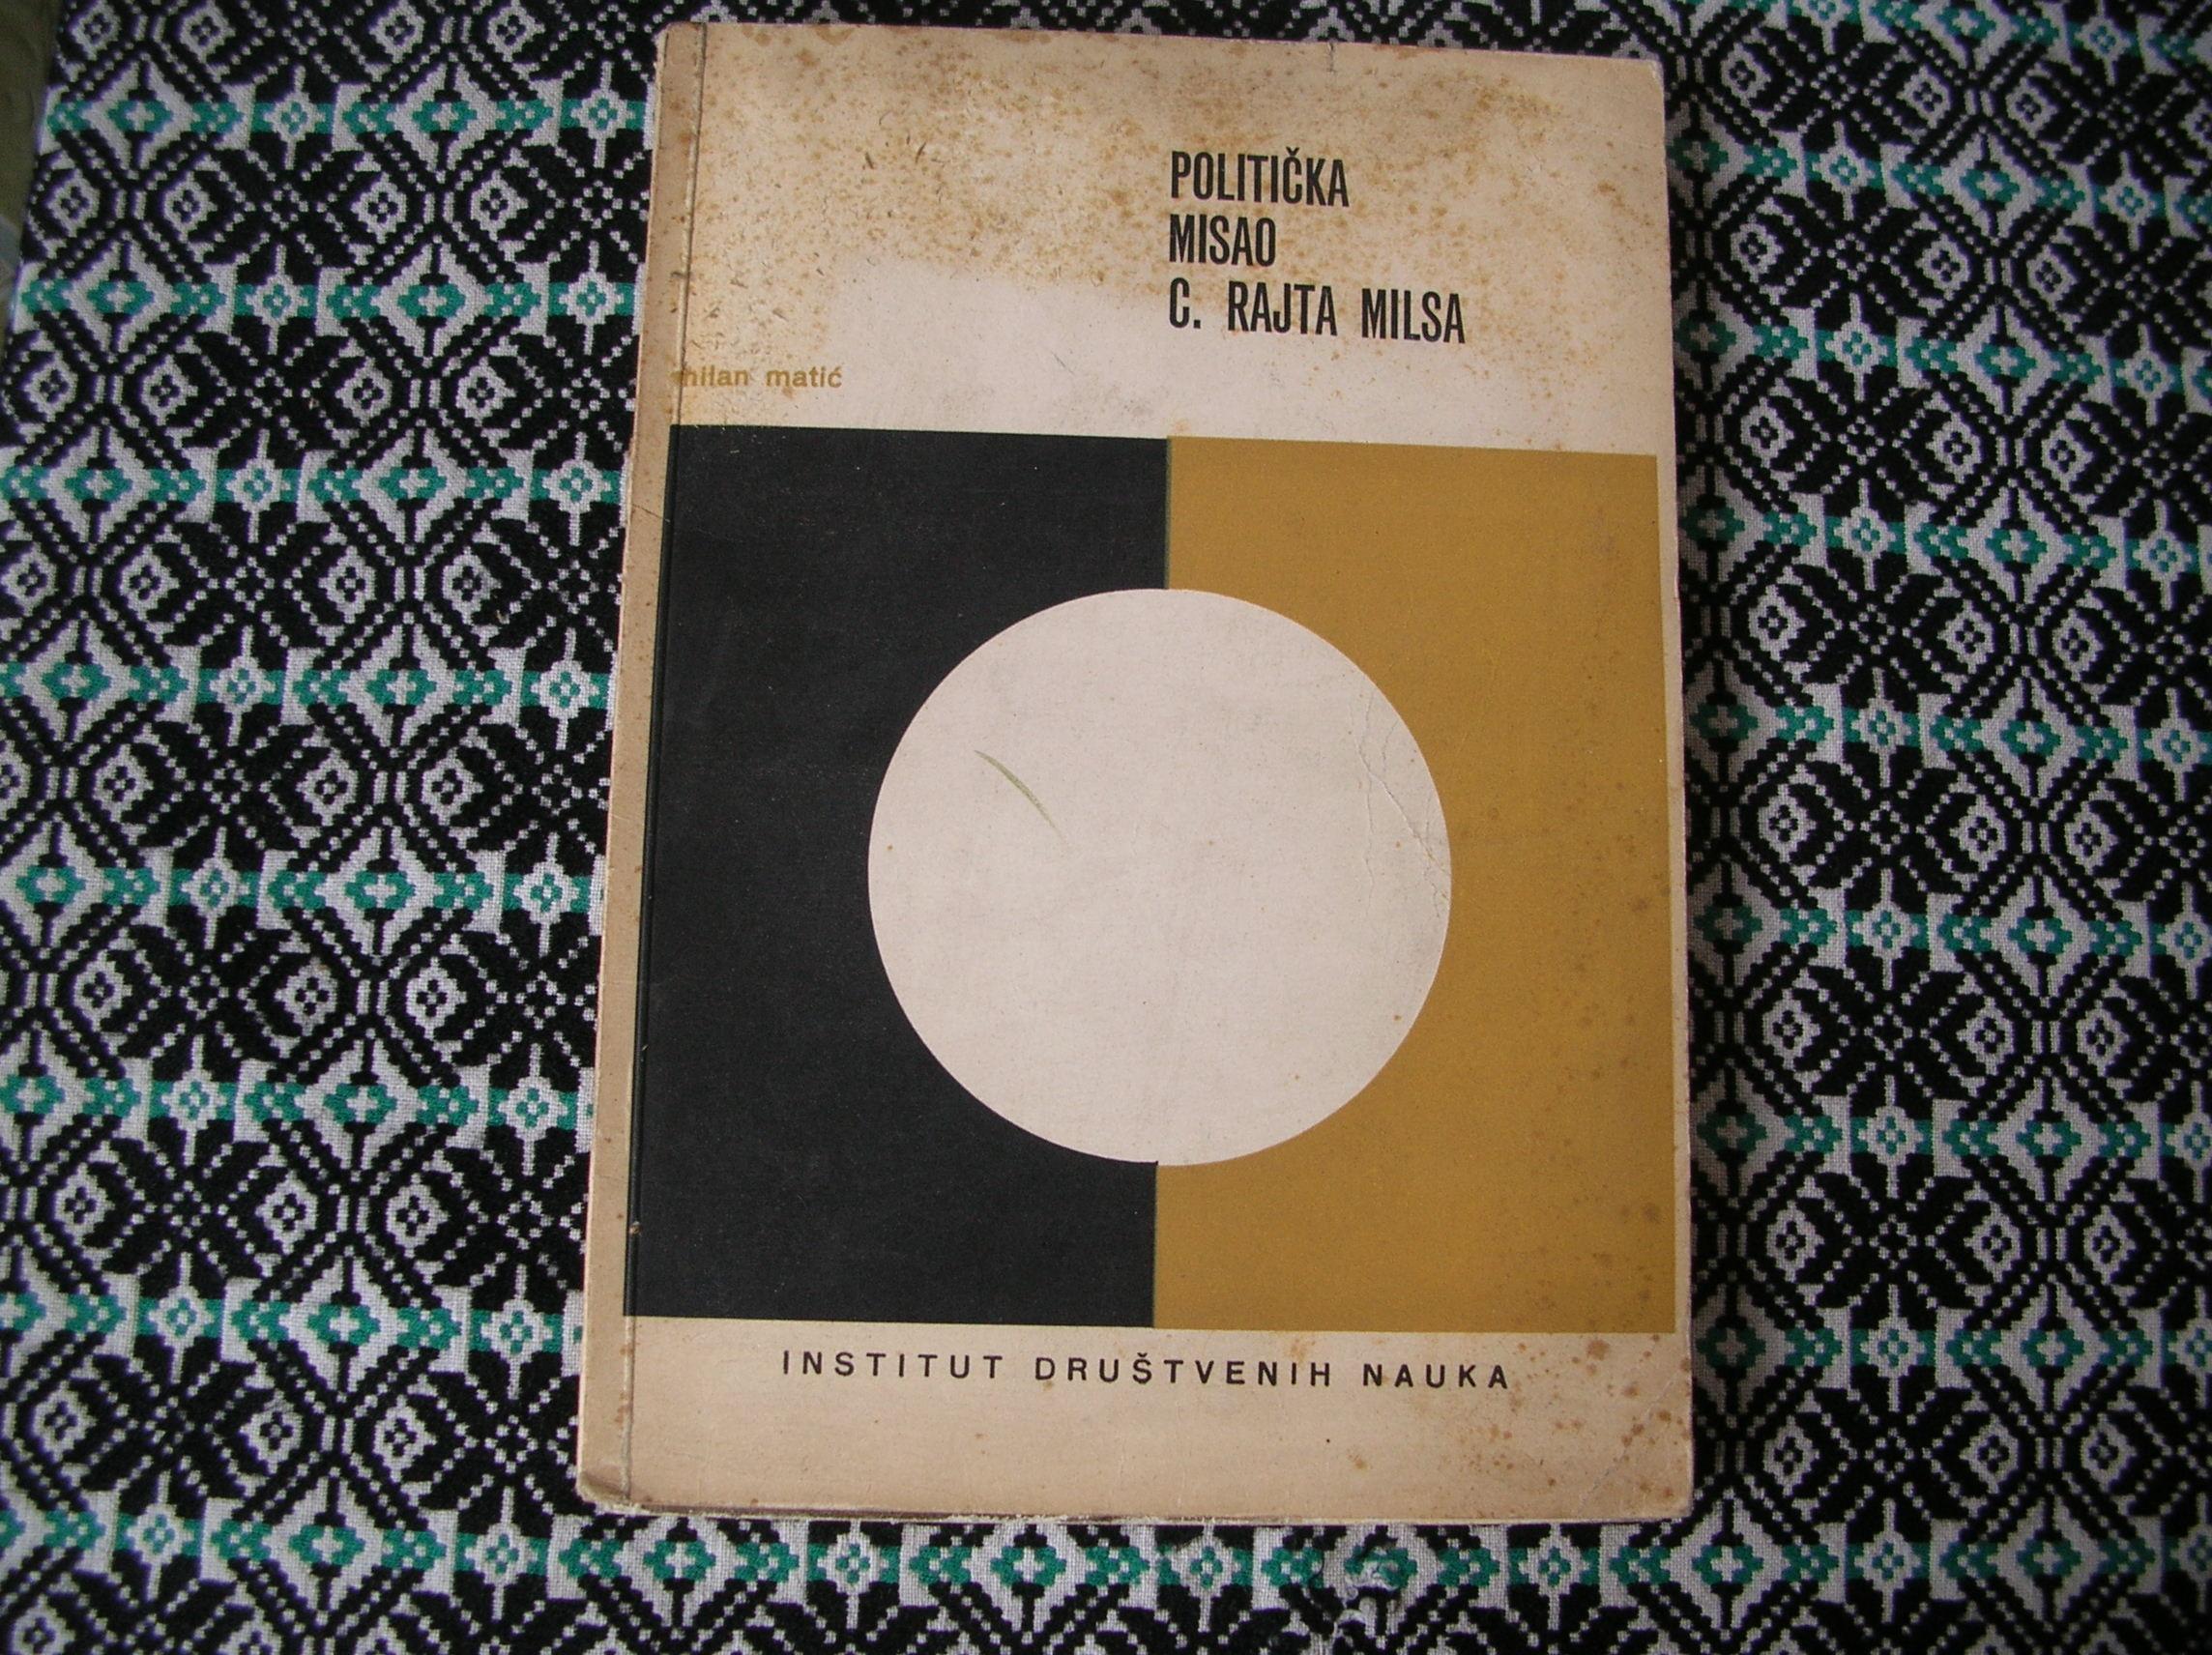 POLITIČKA
MISAO
C. RAJTA MILSA
milan matić
INSTITUT DRUŠTVENIH NAUKA